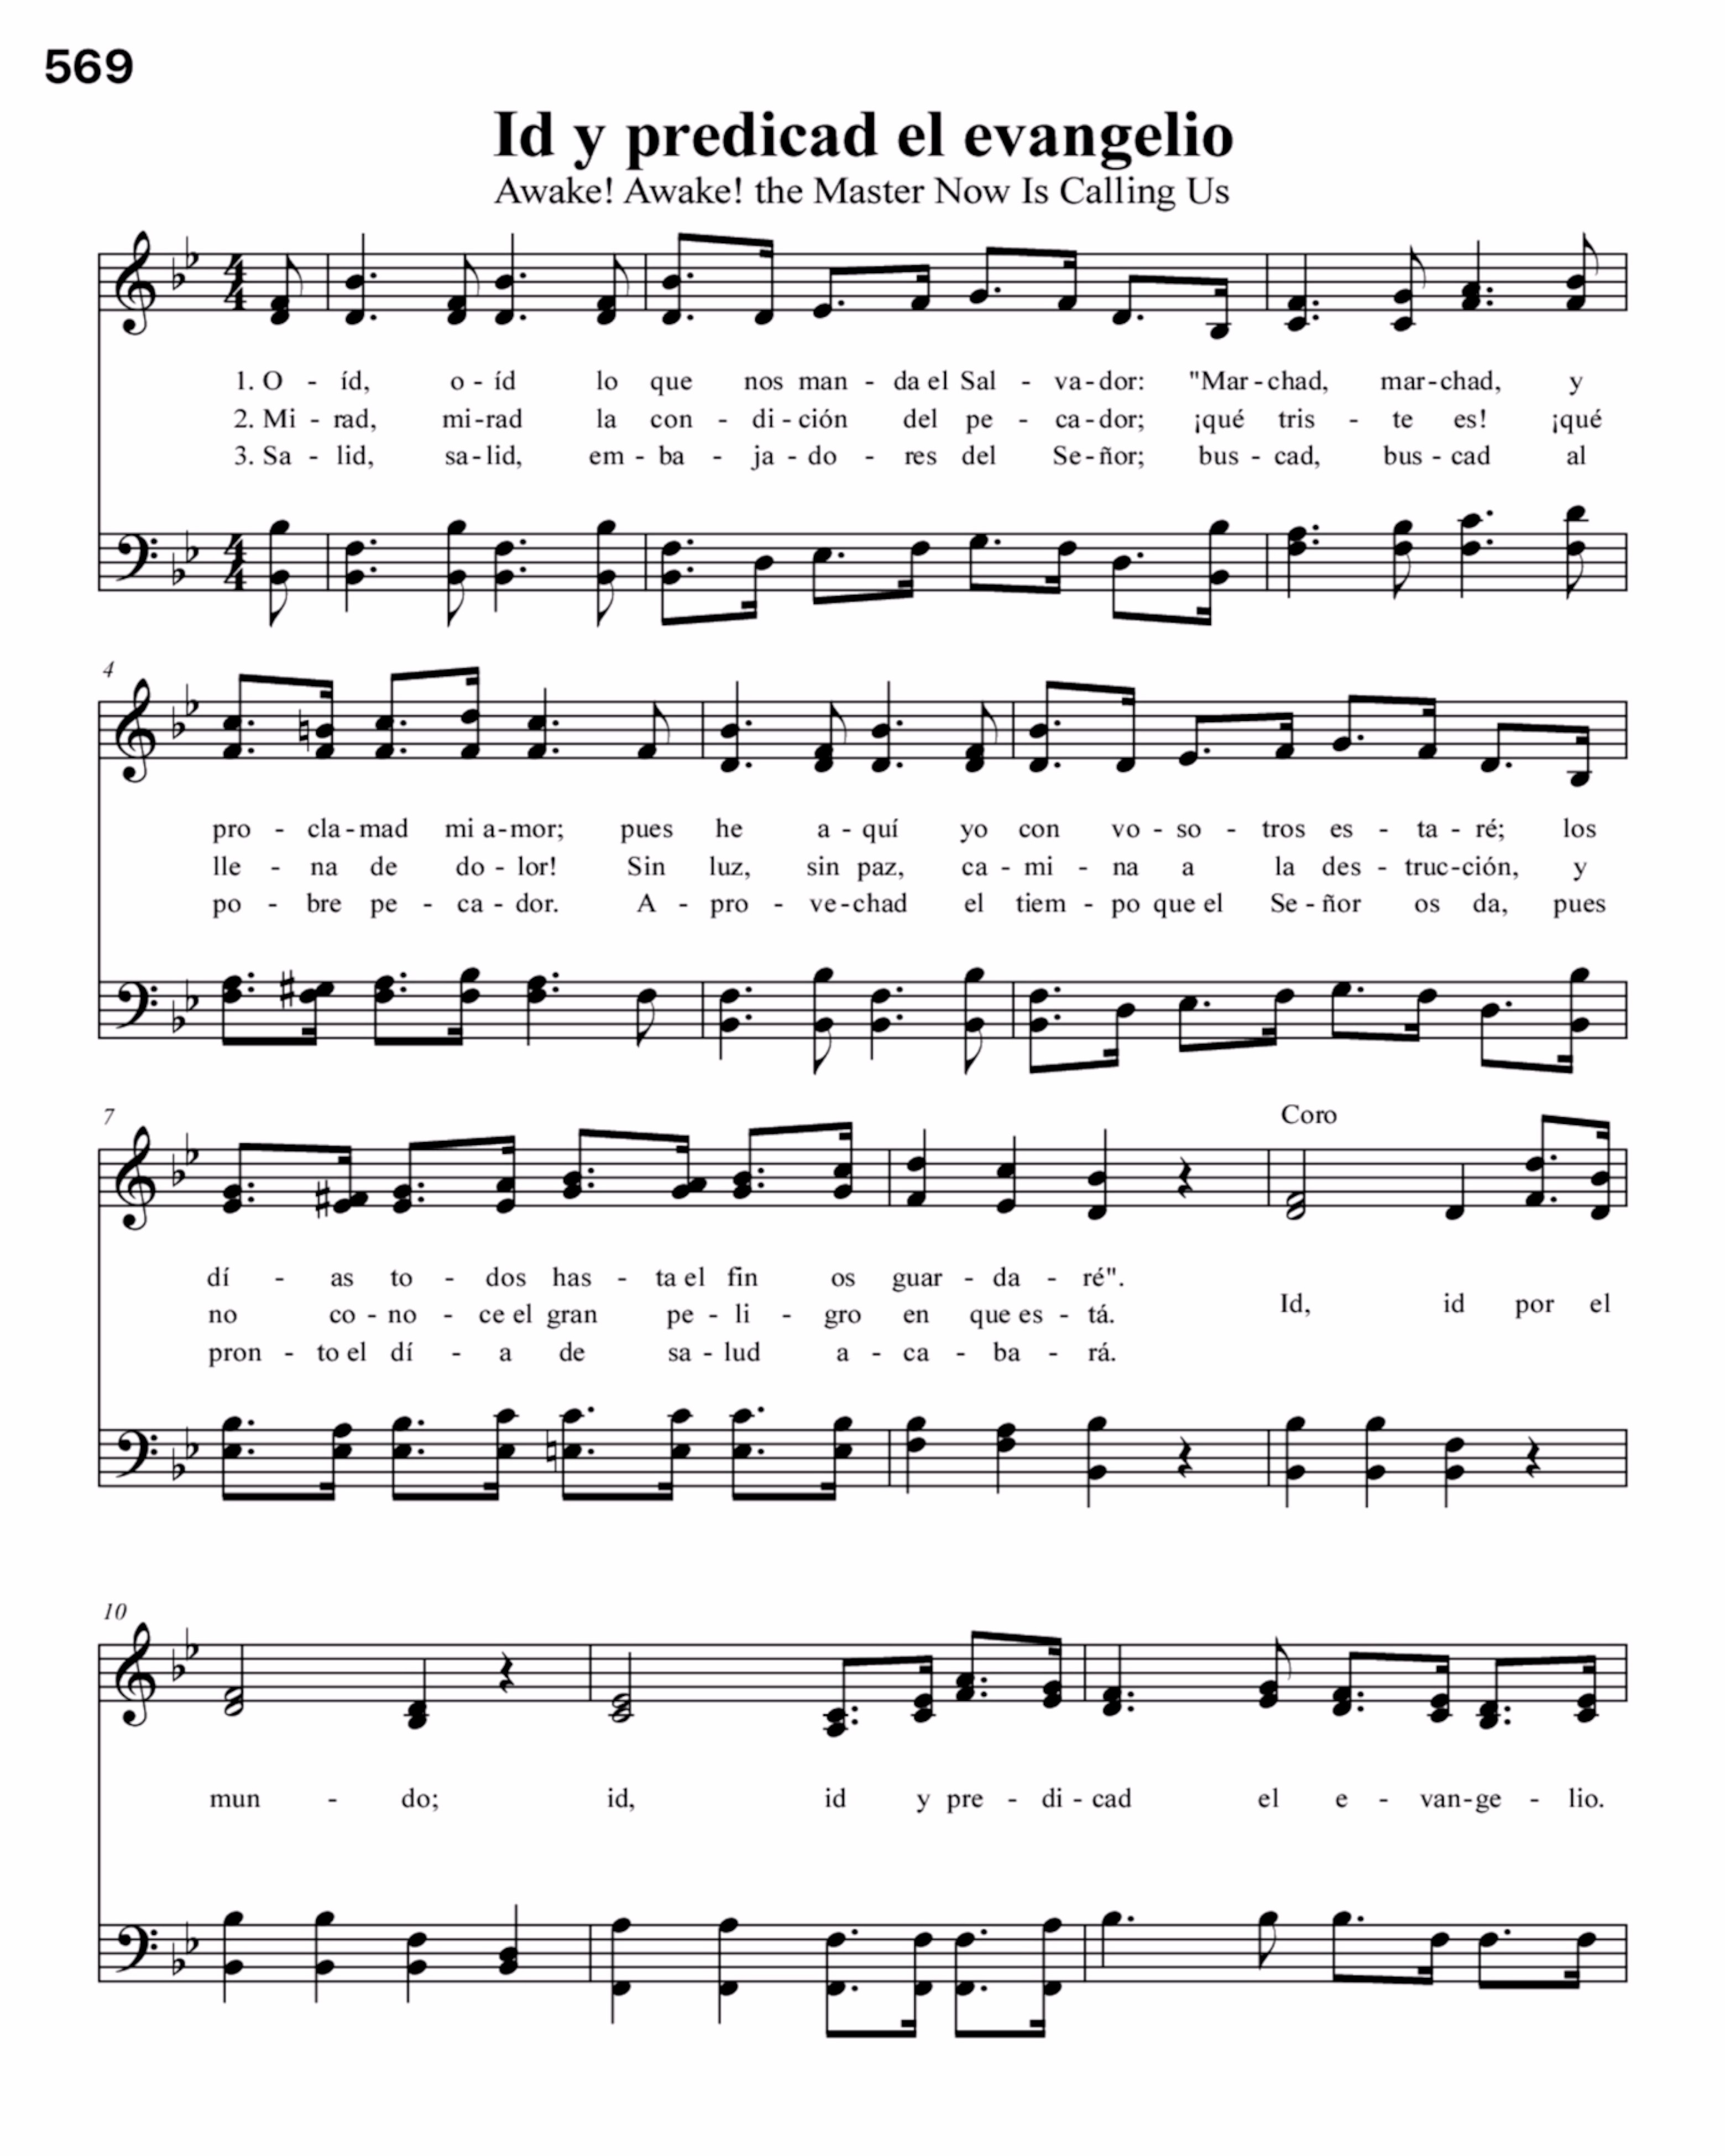 569
Id y predicad el evangelio
Awake! Awake! the Master Now Is Calling Us
1. O - íd, o - íd lo que nos man - da el Sal - va - dor: "Mar - chad, mar - chad, y
2. Mi - rad, mi - rad la con - di - ción del pe - ca - dor; ¡qué tris - te es! ¡qué
3. Sa - lid, sa - lid, em - ba - ja - do - res del Se - ñor; bus - cad, bus - cad al
4
pro - cla - mad mi a - mor; pues he a - quí yo con vo - so - tros es - ta - ré; los
lle - na de do - lor! Sin luz, sin paz, ca - mi - na a la des - truc - ción, y
po - bre pe - ca - dor. A - pro - ve - chad el tiem - po que el Se - ñor os da, pues
7
Coro
dí - as to - dos has - ta el fin os guar - da - ré".
no co - no - ce el gran pe - li - gro en que es - tá.
Id, id por el
pron - to el dí - a de sa - lud a - ca - ba - rá.
10
mun - do; id, id y pre - di - cad el e - van - ge - lio.